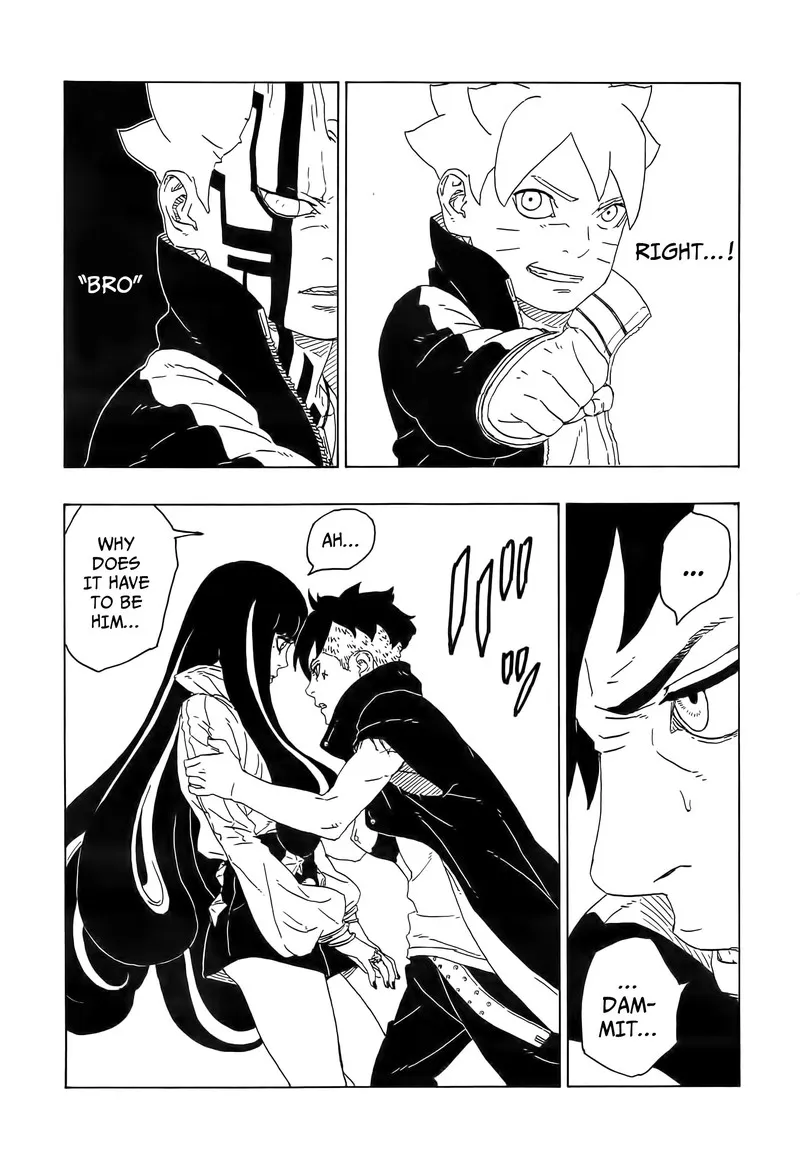 RIGHT...!
"BRO"
...
...
DAM-
MIT...
AH...
WHY
DOES
IT HAVE
TO BE
HIM...